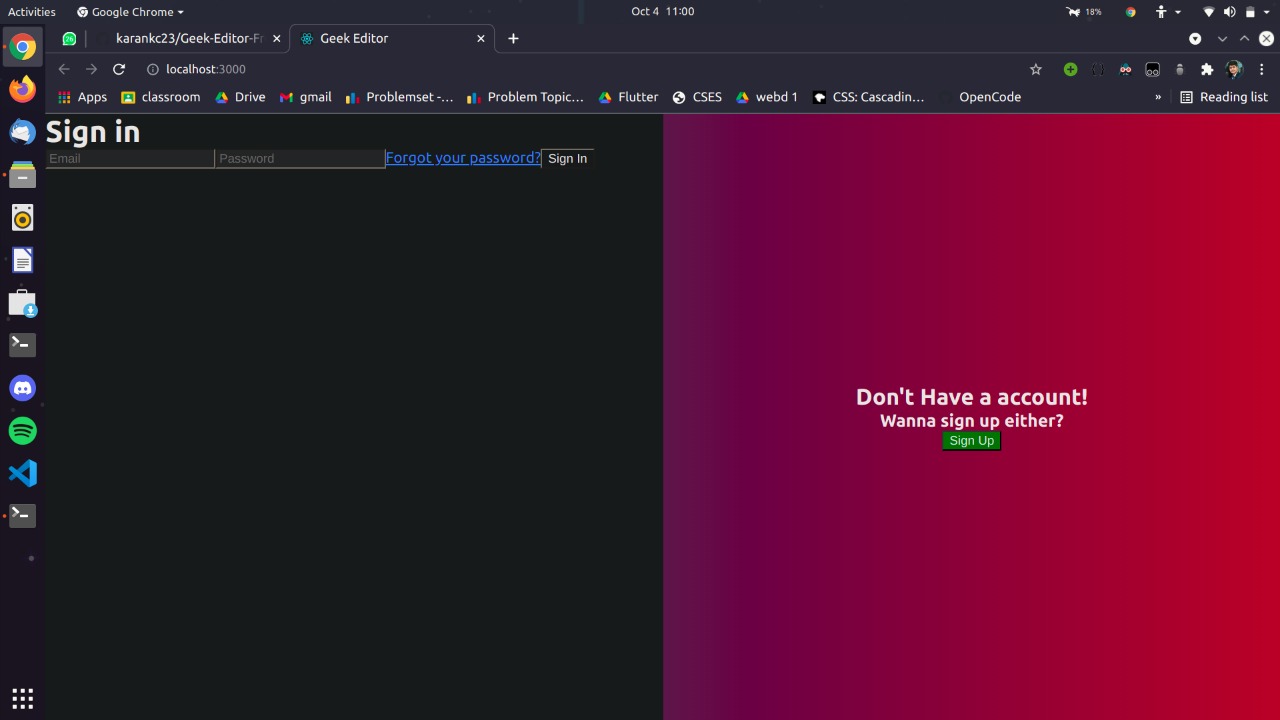 Activities Google Chrome Oct 4 11:00 18%
karankc23/Geek-Editor-Fr Geek Editor
localhost:3000
Apps classroom Drive gmail Problemset -... Problem Topic... Flutter CSES webd 1 CSS: Cascadin... OpenCode » Reading list
Sign in
Email Password Forgot your password? Sign In
Don't Have a account!
Wanna sign up either?
Sign Up